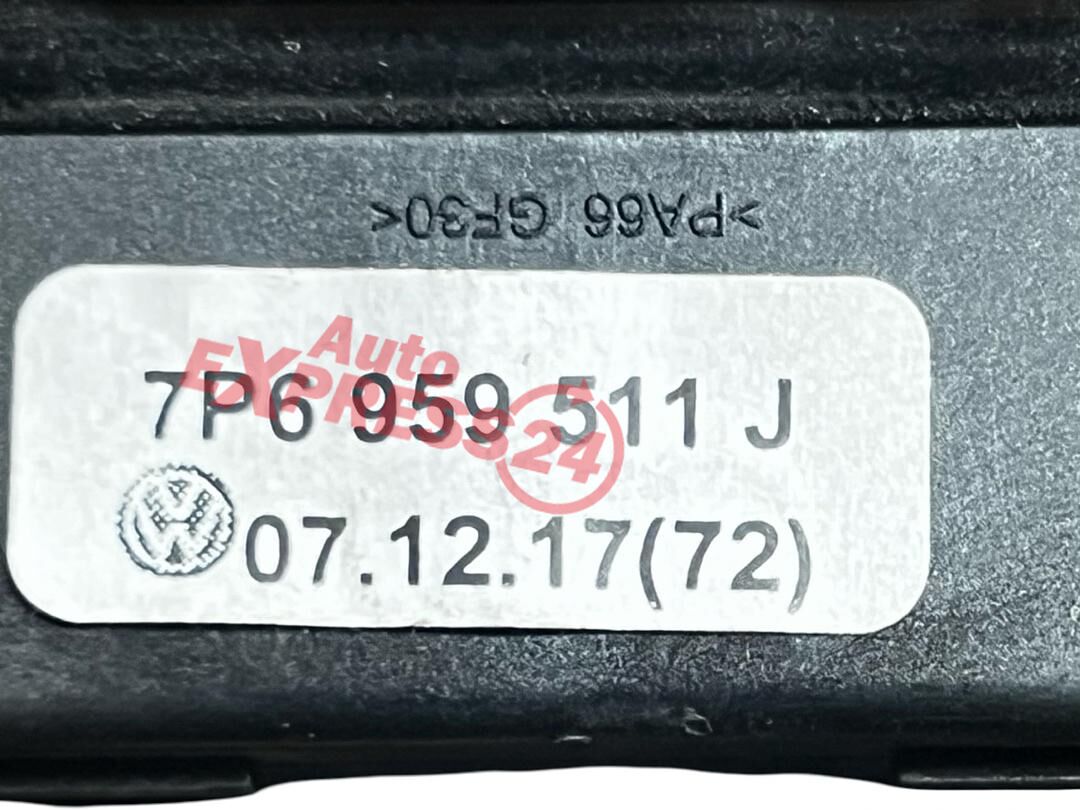 >PA66 GF30<
Auto
EXPRESS24
7P6 959 511 J
07.12.17(72)